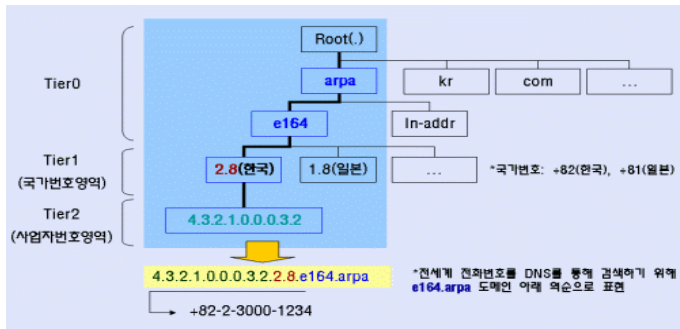 Root(.)
Tier0
arpa
kr
com
...
e164
In-addr
Tier1
(국가번호영역)
2.8(한국)
1.8(일본)
...
*국가번호: +82(한국), +81(일본)
Tier2
(사업자번호영역)
4.3.2.1.0.0.0.3.2
4.3.2.1.0.0.0.3.2.2.8.e164.arpa
*전세계 전화번호를 DNS를 통해 검색하기 위해
e164.arpa 도메인 아래 역순으로 표현
+82-2-3000-1234